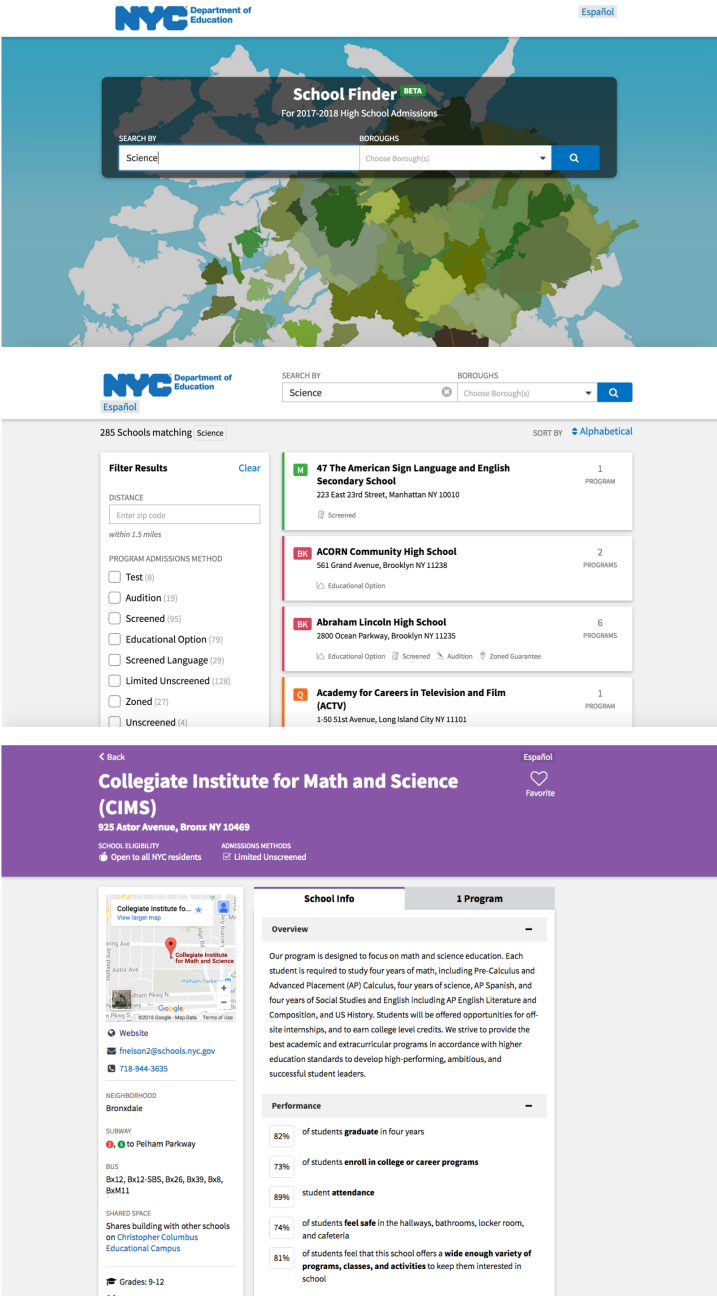 NYC Department of
Education
Español
School Finder BETA
For 2017-2018 High School Admissions
SEARCH BY
BOROUGHS
Science
Choose Borough(s)
NYC Department of
Education
Español
SEARCH BY
BOROUGHS
Science
Choose Borough(s)
285 Schools matching Science
SORT BY Alphabetical
Filter Results Clear
DISTANCE
Enter zip code
within 1.5 miles
PROGRAM ADMISSIONS METHOD
Test (8)
Audition (19)
Screened (95)
Educational Option (79)
Screened Language (29)
Limited Unscreened (128)
Zoned (27)
Unscreened (4)
M 47 The American Sign Language and English
Secondary School
223 East 23rd Street, Manhattan NY 10010
Screened
1
PROGRAM
BK ACORN Community High School
561 Grand Avenue, Brooklyn NY 11238
Educational Option
2
PROGRAMS
BK Abraham Lincoln High School
2800 Ocean Parkway, Brooklyn NY 11235
Educational Option Screened Audition Zoned Guarantee
6
PROGRAMS
Q Academy for Careers in Television and Film
(ACTV)
1-50 51st Avenue, Long Island City NY 11101
1
PROGRAM
Back
Español
Collegiate Institute for Math and Science
(CIMS)
Favorite
925 Astor Avenue, Bronx NY 10469
SCHOOL ELIGIBILITY
Open to all NYC residents
ADMISSIONS METHODS
Limited Unscreened
Collegiate Institute fo...
View larger map
Collegiate Institute
for Math and Science
Astor Ave
Pelham Parkw
Google
©2016 Google - Map Data Terms of Use
Website
fnelson2@schools.nyc.gov
718-944-3635
NEIGHBORHOOD
Bronxdale
SUBWAY
2, 5 to Pelham Parkway
BUS
Bx12, Bx12-SBS, Bx26, Bx39, Bx8,
BxM11
SHARED SPACE
Shares building with other schools
on Christopher Columbus
Educational Campus
Grades: 9-12
School Info
1 Program
Overview
Our program is designed to focus on math and science education. Each
student is required to study four years of math, including Pre-Calculus and
Advanced Placement (AP) Calculus, four years of science, AP Spanish, and
four years of Social Studies and English including AP English Literature and
Composition, and US History. Students will be offered opportunities for off-
site internships, and to earn college level credits. We strive to provide the
best academic and extracurricular programs in accordance with higher
education standards to develop high-performing, ambitious, and
successful student leaders.
Performance
82% of students graduate in four years
73% of students enroll in college or career programs
89% student attendance
74% of students feel safe in the hallways, bathrooms, locker room,
and cafeteria
81% of students feel that this school offers a wide enough variety of
programs, classes, and activities to keep them interested in
school